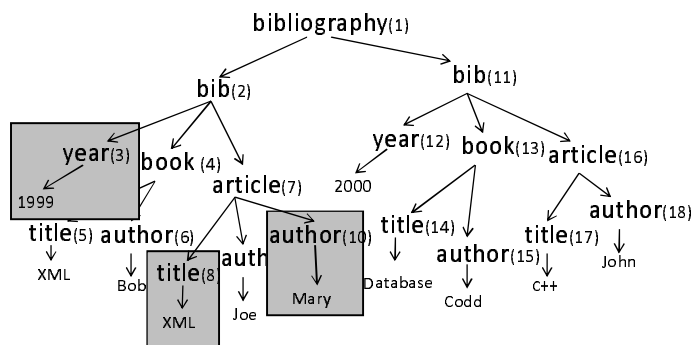 bibliography(1)
bib(2)
bib(11)
year(3)
book (4)
article(7)
year(12)
book(13)
article(16)
1999
2000
title(5)
author(6)
title(8)
auth
author(10)
title(14)
author(15)
title(17)
author(18)
XML
Bob
XML
Joe
Mary
Database
Codd
C++
John